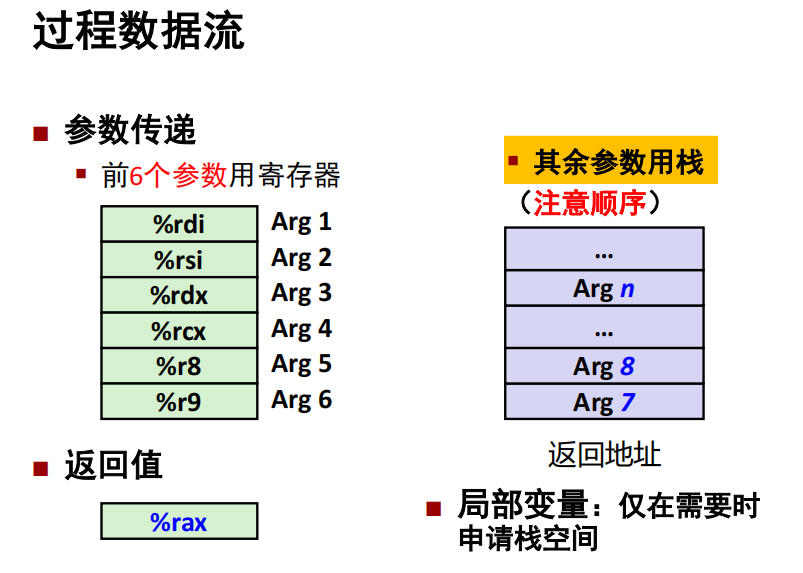 过程数据流
■ 参数传递
■ 前6个参数用寄存器
%rdi Arg 1
%rsi Arg 2
%rdx Arg 3
%rcx Arg 4
%r8 Arg 5
%r9 Arg 6
■ 返回值
%rax
■ 其余参数用栈
（注意顺序）
...
Arg n
...
Arg 8
Arg 7
返回地址
■ 局部变量：仅在需要时
申请栈空间